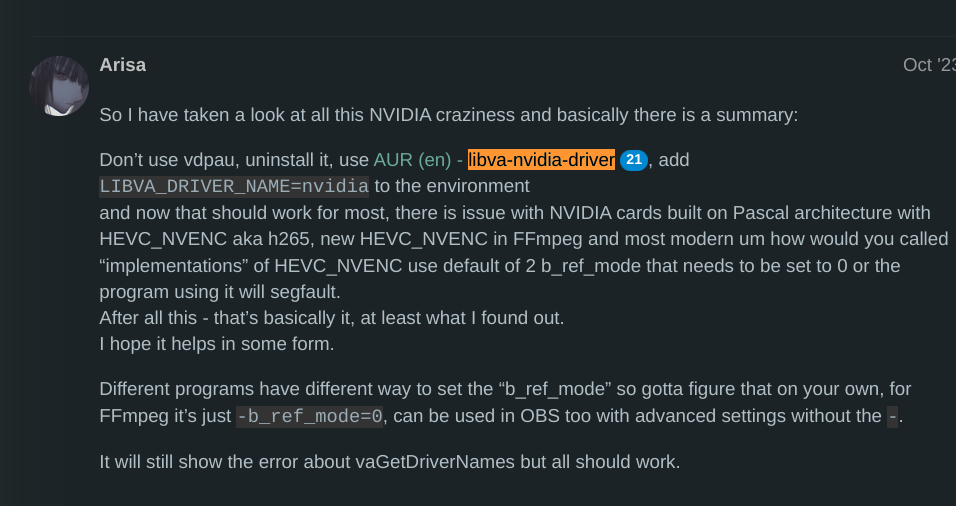 Arisa
Oct '23
So I have taken a look at all this NVIDIA craziness and basically there is a summary:
Don’t use vdpau, uninstall it, use AUR (en) - libva-nvidia-driver 21, add
LIBVA_DRIVER_NAME=nvidia to the environment
and now that should work for most, there is issue with NVIDIA cards built on Pascal architecture with
HEVC_NVENC aka h265, new HEVC_NVENC in FFmpeg and most modern um how would you called
“implementations” of HEVC_NVENC use default of 2 b_ref_mode that needs to be set to 0 or the
program using it will segfault.
After all this - that’s basically it, at least what I found out.
I hope it helps in some form.
Different programs have different way to set the “b_ref_mode” so gotta figure that on your own, for
FFmpeg it’s just -b_ref_mode=0, can be used in OBS too with advanced settings without the -.
It will still show the error about vaGetDriverNames but all should work.